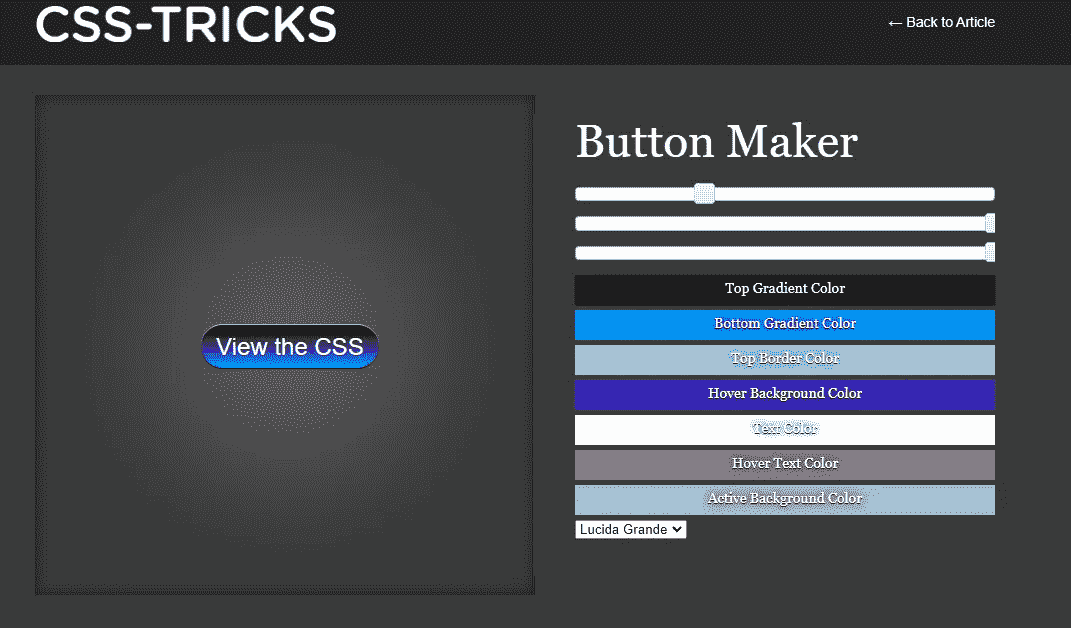 CSS-TRICKS
← Back to Article
Button Maker
View the CSS
Top Gradient Color
Bottom Gradient Color
Top Border Color
Hover Background Color
Text Color
Hover Text Color
Active Background Color
Lucida Grande